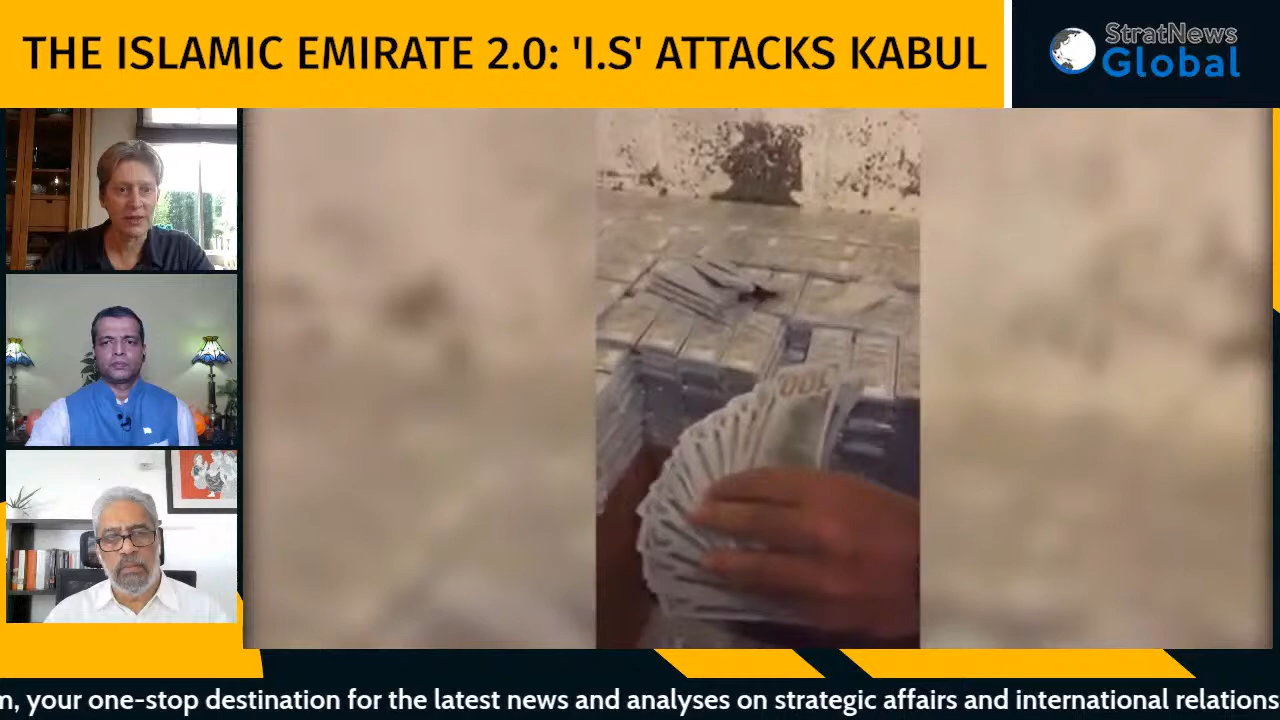 THE ISLAMIC EMIRATE 2.0: 'I.S' ATTACKS KABUL
StratNews
Global
100
m, your one-stop destination for the latest news and analyses on strategic affairs and international relations